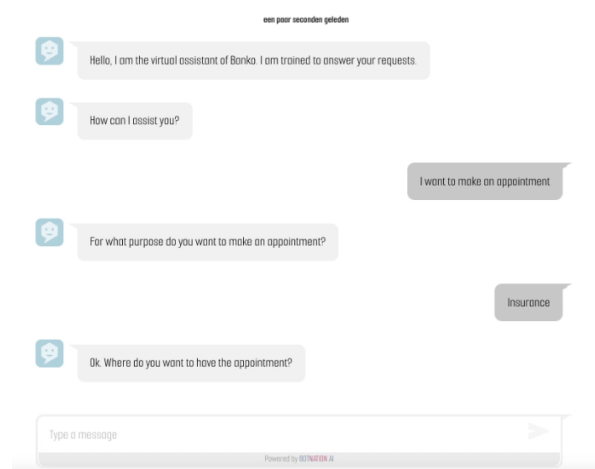 een paar seconden geleden
Hello, I am the virtual assistant of Banko. I am trained to answer your requests.
How can I assist you?
I want to make an appointment
For what purpose do you want to make an appointment?
Insurance
Ok. Where do you want to have the appointment?
Type a message
Powered by BOTNATION AI